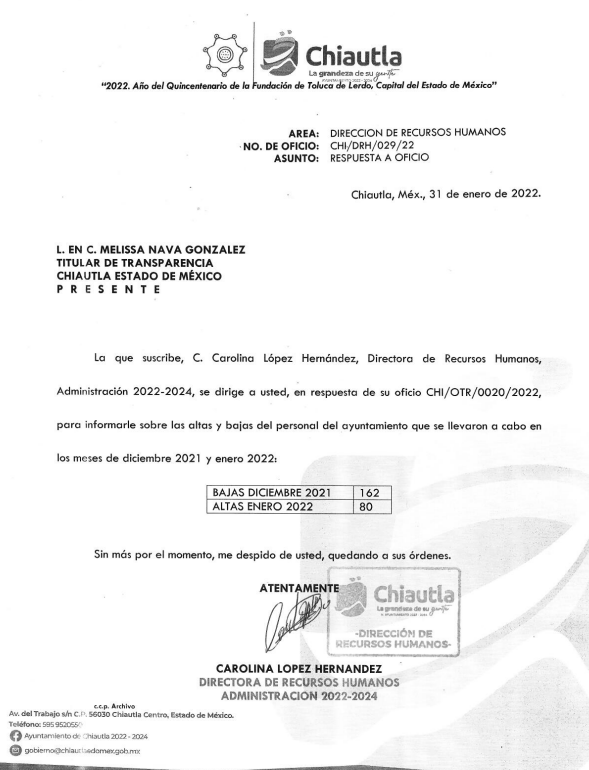 Chiautla
La grandeza de su gente
AYUNTAMIENTO 2022 - 2024
"2022. Año del Quincentenario de la Fundación de Toluca de Lerdo, Capital del Estado de México"
AREA: DIRECCION DE RECURSOS HUMANOS
NO. DE OFICIO: CHI/DRH/029/22
ASUNTO: RESPUESTA A OFICIO
Chiautla, Méx., 31 de enero de 2022.
L. EN C. MELISSA NAVA GONZALEZ
TITULAR DE TRANSPARENCIA
CHIAUTLA ESTADO DE MÉXICO
P R E S E N T E
La que suscribe, C. Carolina López Hernández, Directora de Recursos Humanos,
Administración 2022-2024, se dirige a usted, en respuesta de su oficio CHI/OTR/0020/2022,
para informarle sobre las altas y bajas del personal del ayuntamiento que se llevaron a cabo en
los meses de diciembre 2021 y enero 2022:
BAJAS DICIEMBRE 2021 162
ALTAS ENERO 2022 80
Sin más por el momento, me despido de usted, quedando a sus órdenes.
ATENTAMENTE
Chiautla
La grandeza de su gente
AYUNTAMIENTO 2022 - 2024
-DIRECCIÓN DE
RECURSOS HUMANOS-
CAROLINA LOPEZ HERNANDEZ
DIRECTORA DE RECURSOS HUMANOS
ADMINISTRACION 2022-2024
c.c.p. Archivo
Av. del Trabajo s/n C.P. 56030 Chiautla Centro, Estado de México.
Teléfono: 595 952055
Ayuntamiento de Chiautla 2022 - 2024
gobierno@chiautlaedomex.gob.mx